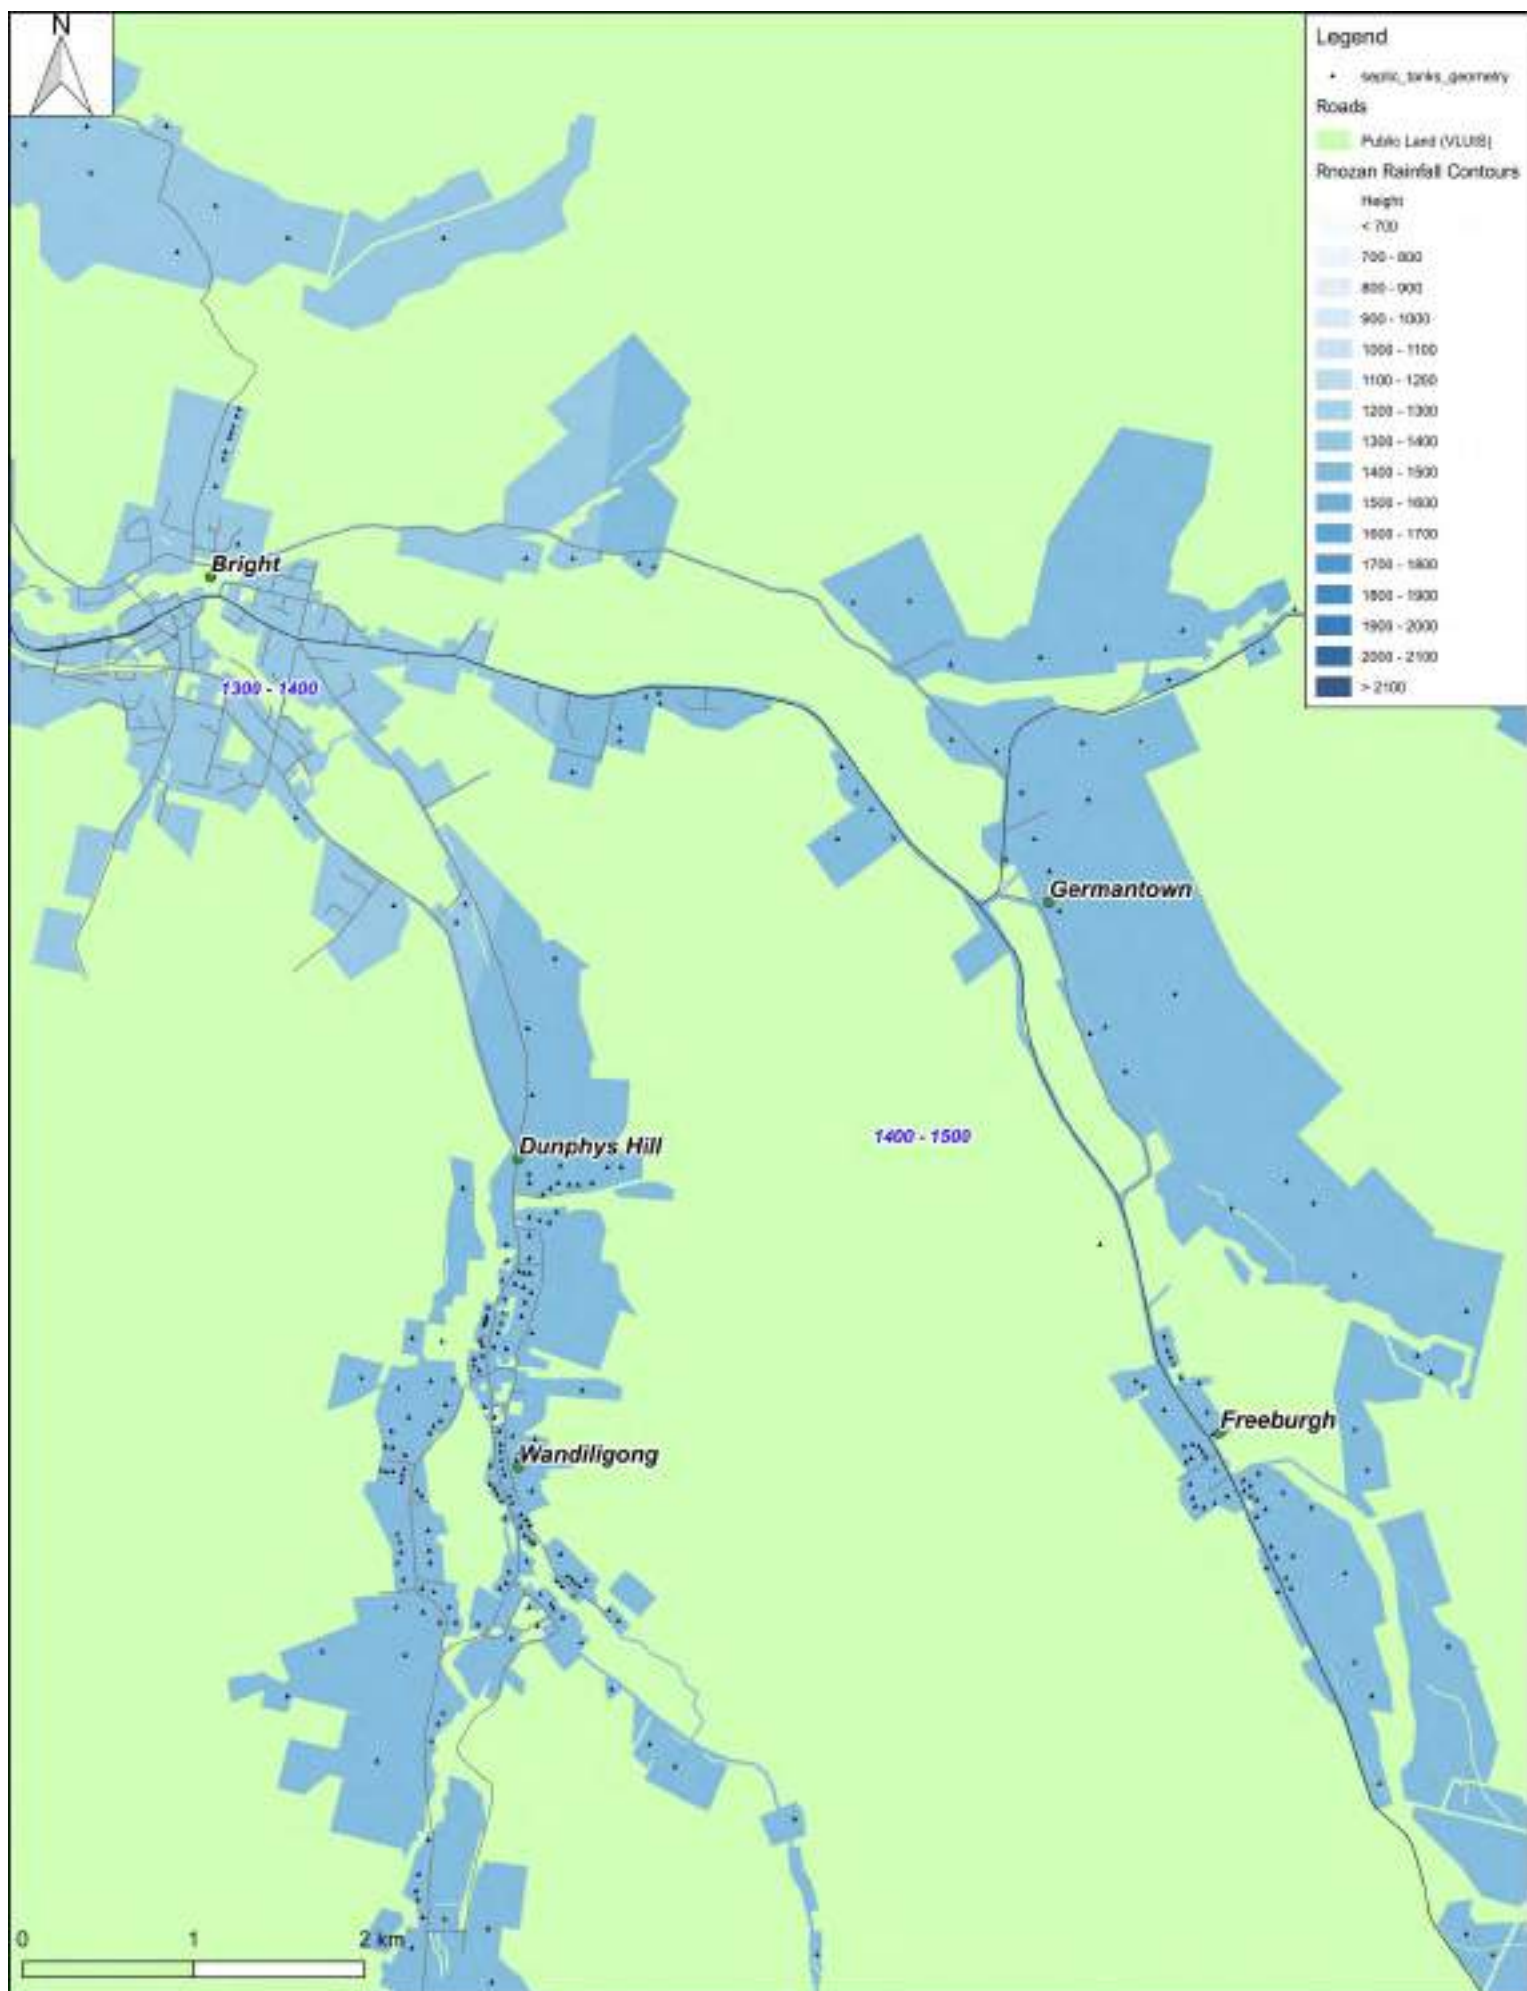 N
Legend
septic_tanks_geometry
Roads
Public Land (VLUIS)
Rnozan Rainfall Contours
Height
< 700
700 - 800
800 - 900
900 - 1000
1000 - 1100
1100 - 1200
1200 - 1300
1300 - 1400
1400 - 1500
1500 - 1600
1600 - 1700
1700 - 1800
1800 - 1900
1900 - 2000
2000 - 2100
> 2100
Bright
1300 - 1400
Germantown
1400 - 1500
Dunphys Hill
Freeburgh
Wandiligong
0 1 2 km